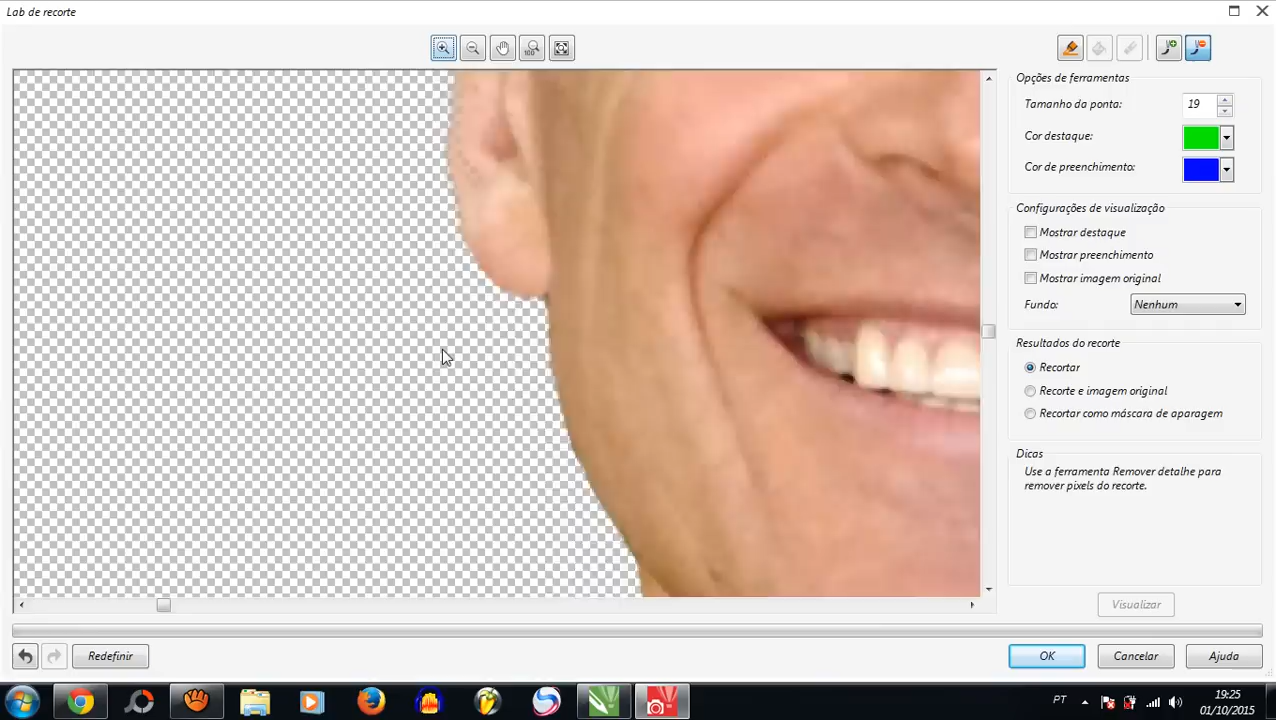 Lab de recorte
100
Opções de ferramentas
Tamanho da ponta: 19
Cor destaque:
Cor de preenchimento:
Configurações de visualização
Mostrar destaque
Mostrar preenchimento
Mostrar imagem original
Fundo: Nenhum
Resultados do recorte
Recortar
Recorte e imagem original
Recortar como máscara de aparagem
Dicas
Use a ferramenta Remover detalhe para
remover pixels do recorte.
Visualizar
Redefinir OK Cancelar Ajuda
PT 19:25
01/10/2015